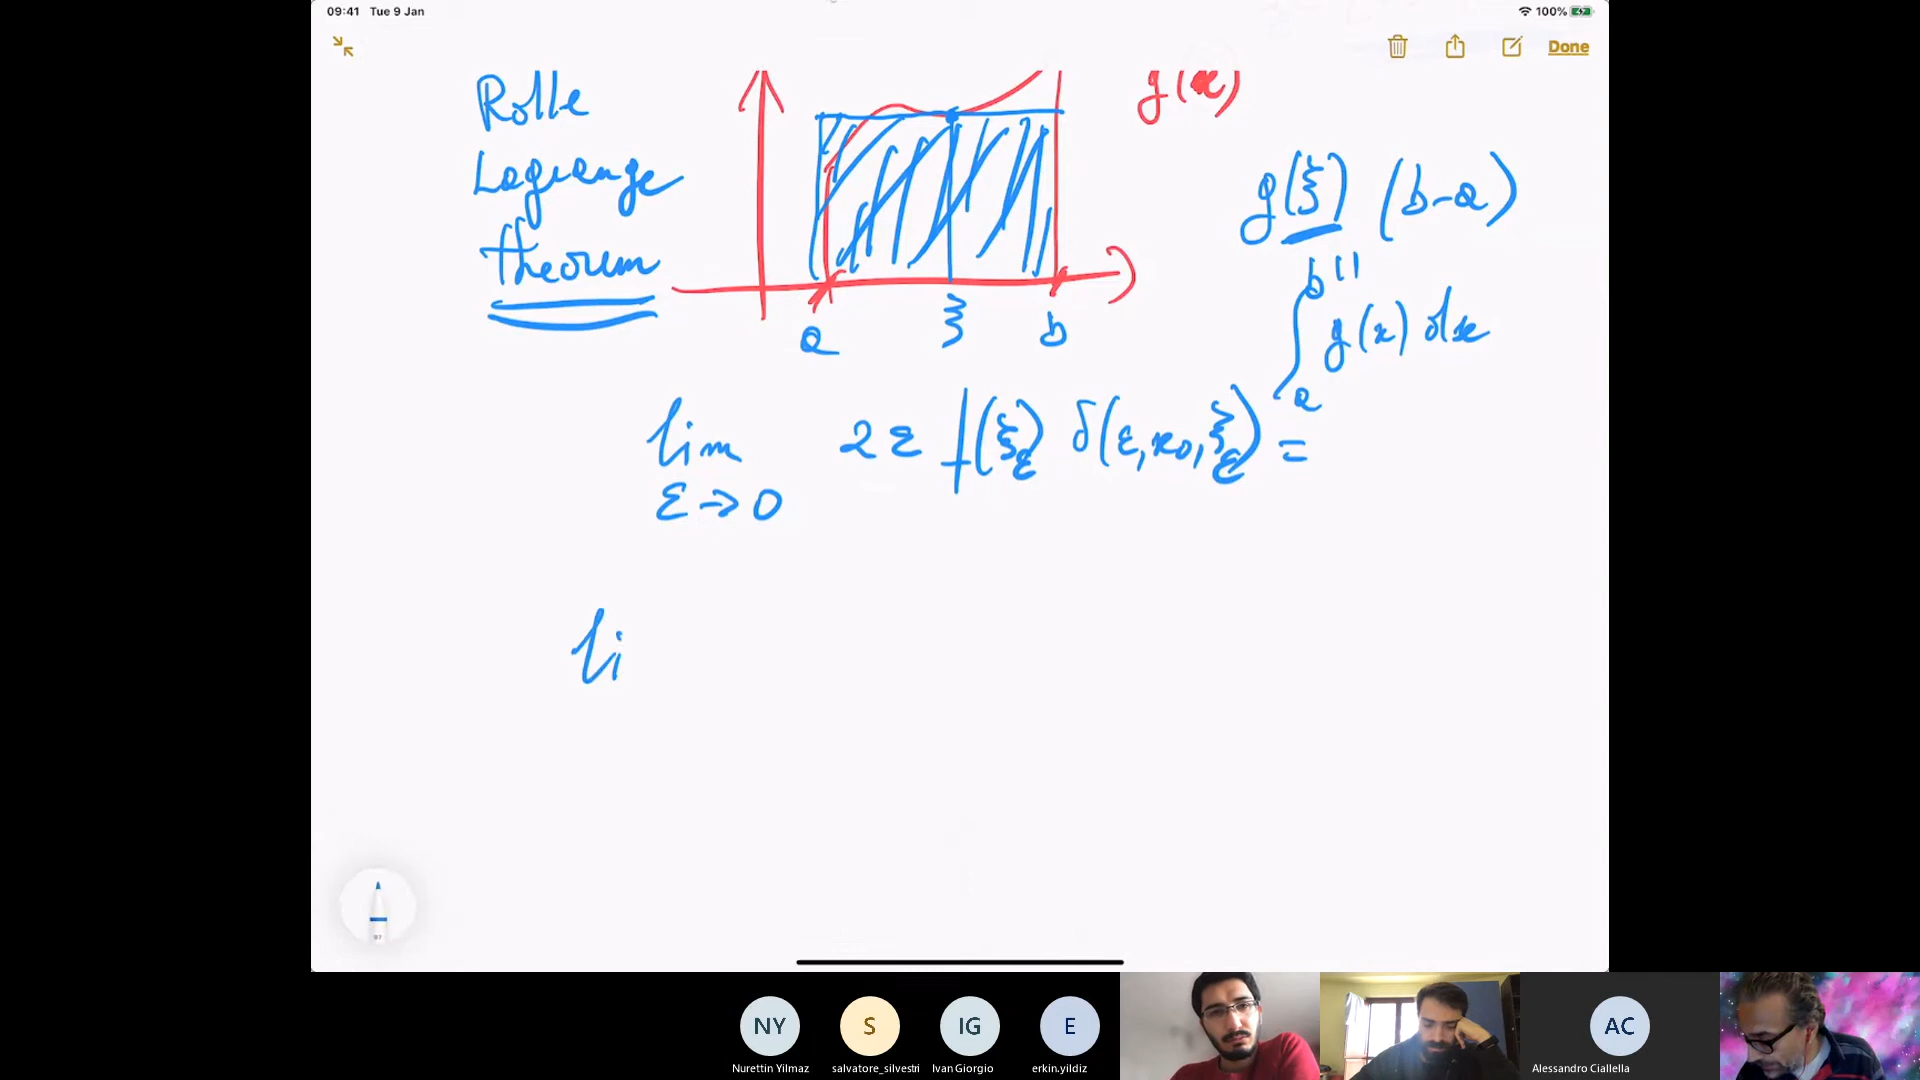 09:41 Tue 9 Jan
100%
Done
Rolle
Lagrange
theorem
g(x)
g(ξ) (b-a)
b
∫ g(x) dx
a
a ξ b
lim 2ε f(ξε) δ(ε, x0, ξε) =
ε → 0
li
97
NY S IG E AC
Nurettin Yilmaz salvatore_silvestri Ivan Giorgio erkin.yildiz Alessandro Ciallella